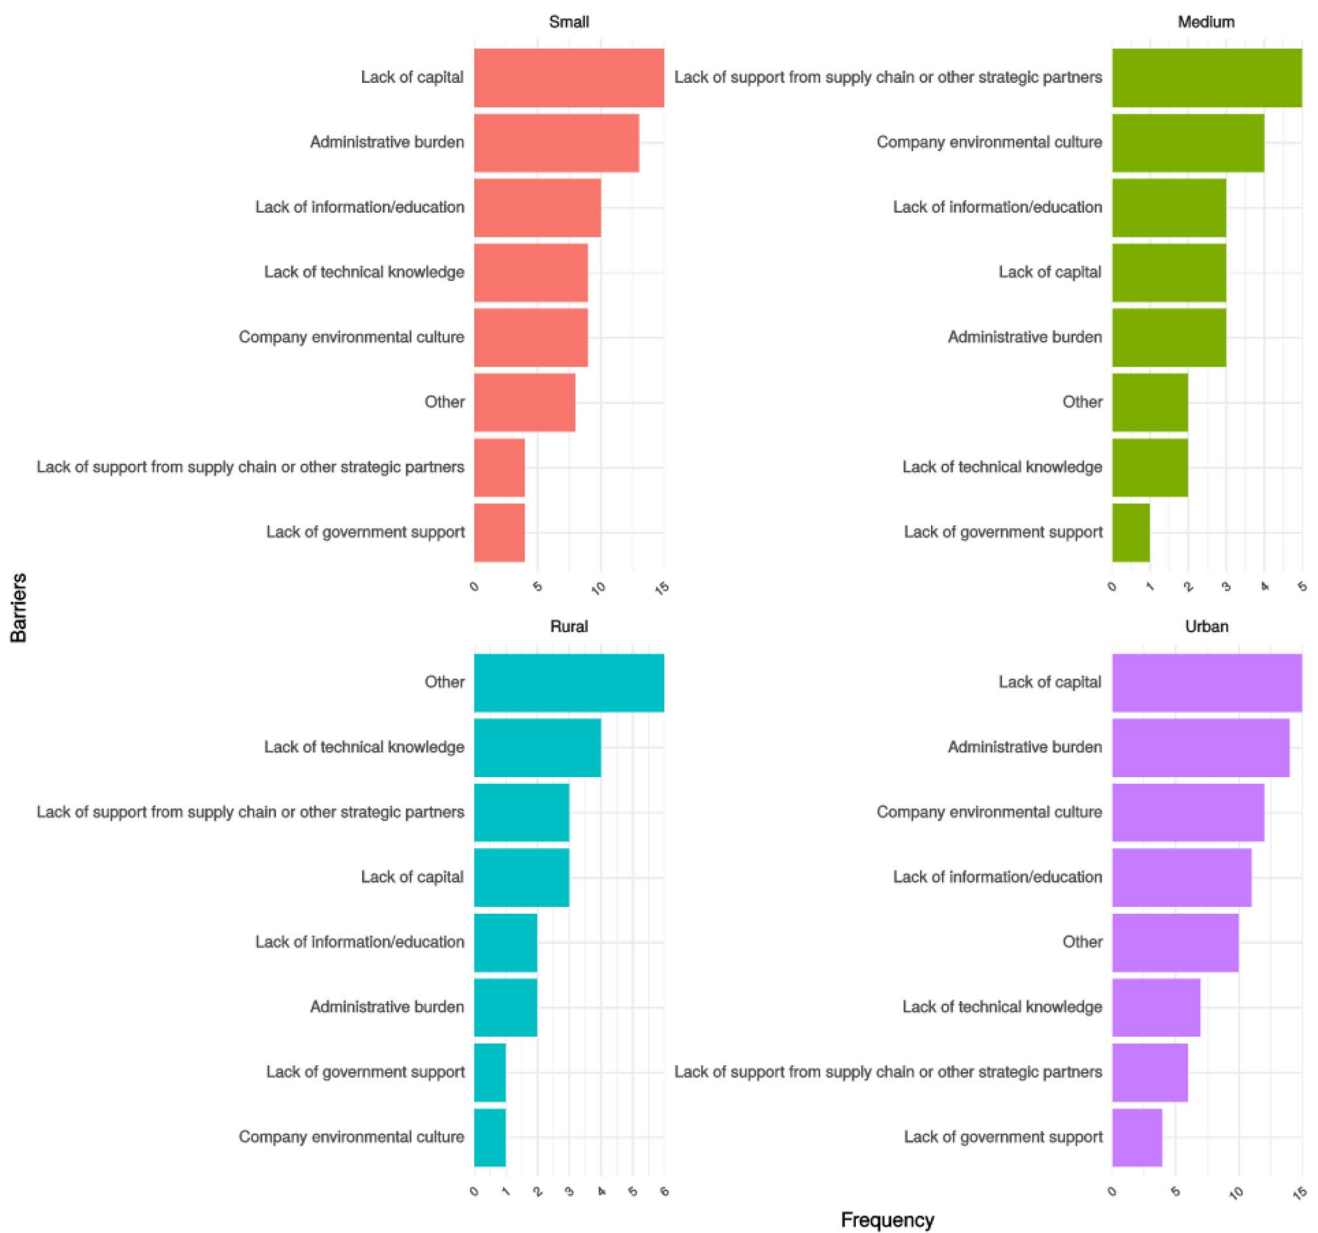 Small
Lack of capital
Administrative burden
Lack of information/education
Lack of technical knowledge
Company environmental culture
Other
Lack of support from supply chain or other strategic partners
Lack of government support
0 5 10 15
Medium
Lack of support from supply chain or other strategic partners
Company environmental culture
Lack of information/education
Lack of capital
Administrative burden
Other
Lack of technical knowledge
Lack of government support
0 1 2 3 4 5
Barriers
Rural
Other
Lack of technical knowledge
Lack of support from supply chain or other strategic partners
Lack of capital
Lack of information/education
Administrative burden
Lack of government support
Company environmental culture
0 1 2 3 4 5 6
Urban
Lack of capital
Administrative burden
Company environmental culture
Lack of information/education
Other
Lack of technical knowledge
Lack of support from supply chain or other strategic partners
Lack of government support
0 5 10 15
Frequency